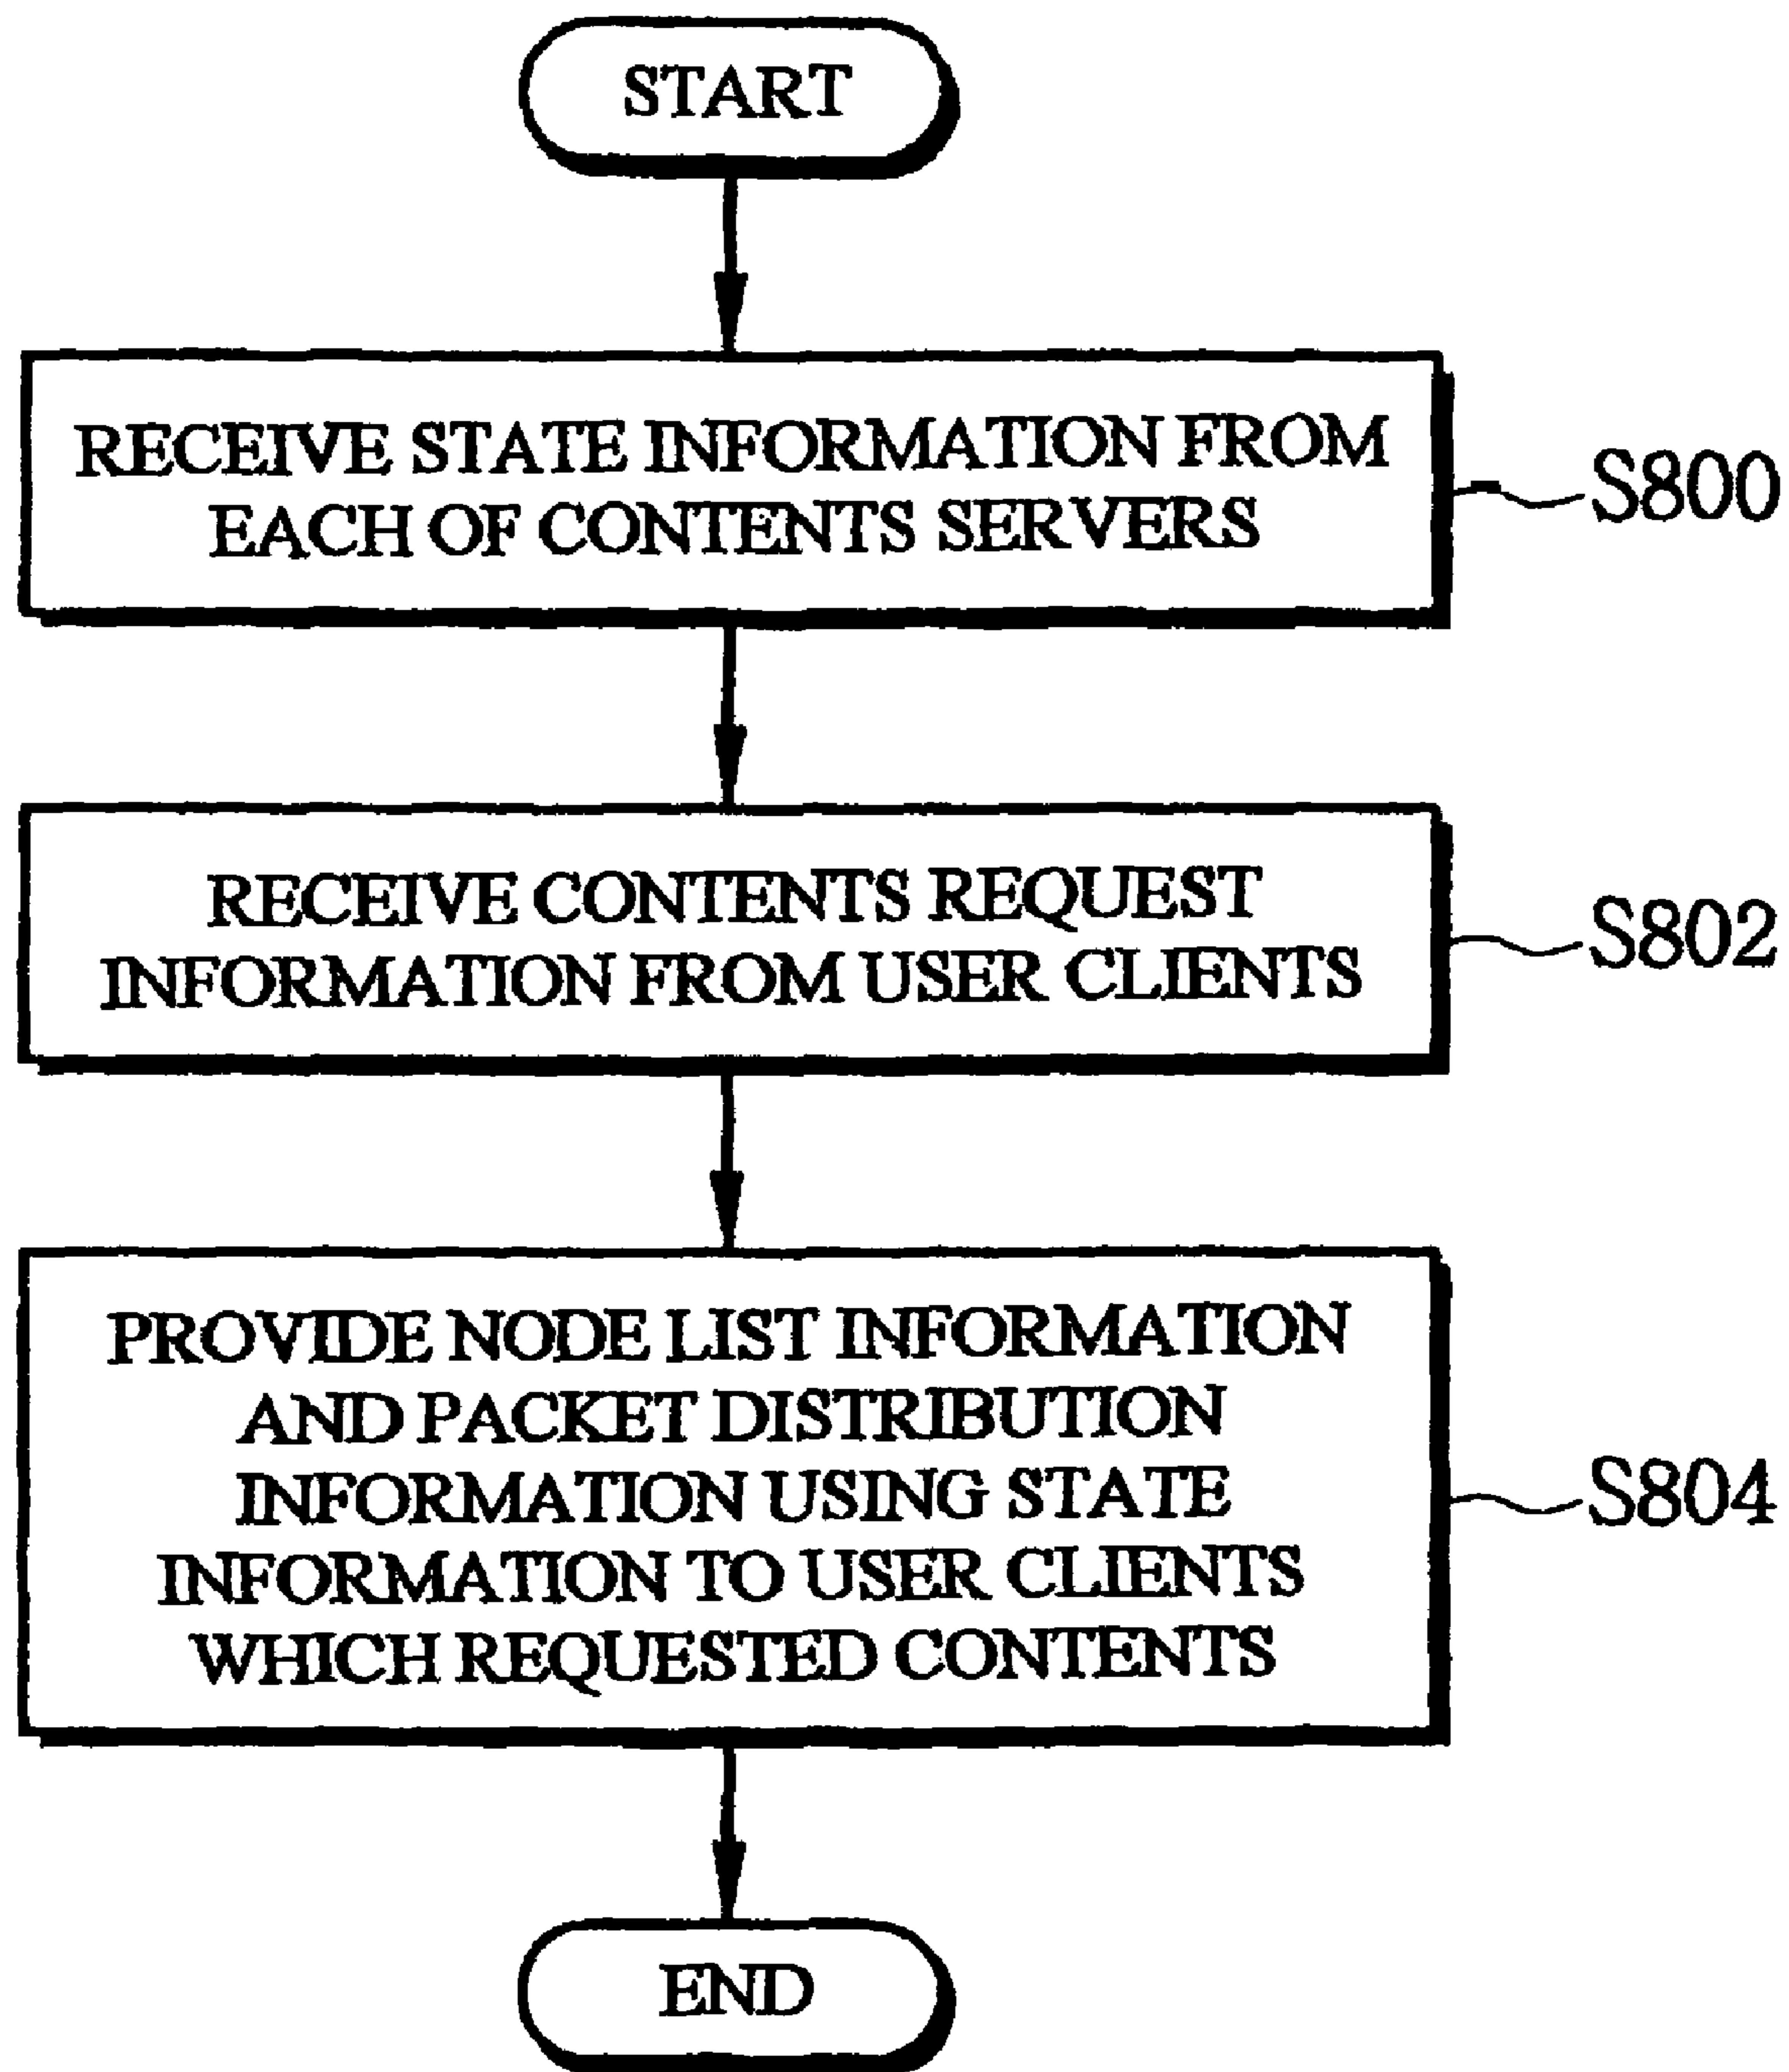 START
RECEIVE STATE INFORMATION FROM
EACH OF CONTENTS SERVERS
S800
RECEIVE CONTENTS REQUEST
INFORMATION FROM USER CLIENTS
S802
PROVIDE NODE LIST INFORMATION
AND PACKET DISTRIBUTION
INFORMATION USING STATE
INFORMATION TO USER CLIENTS
WHICH REQUESTED CONTENTS
S804
END